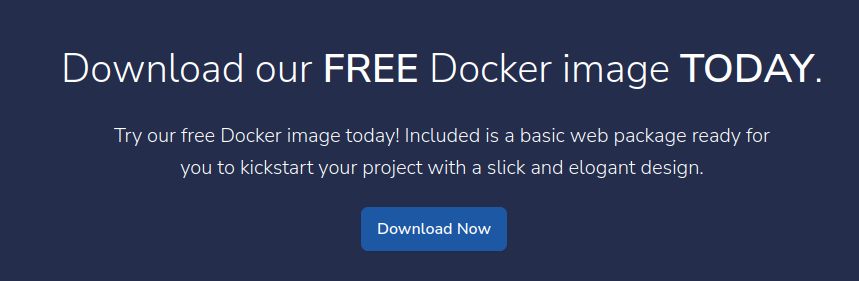 Download our FREE Docker image TODAY.
Try our free Docker image today! Included is a basic web package ready for
you to kickstart your project with a slick and elogant design.
Download Now